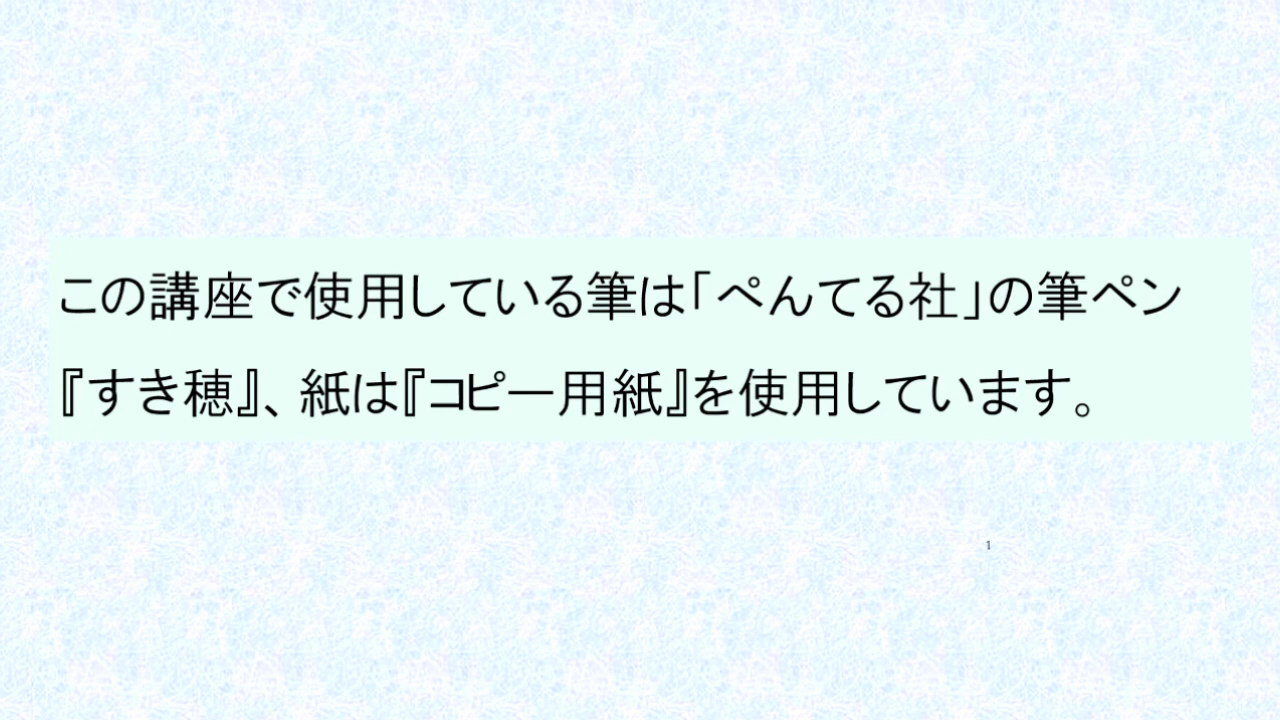 この講座で使用している筆は「ぺんてる社」の筆ペン
『すき穂』、紙は『コピー用紙』を使用しています。
1